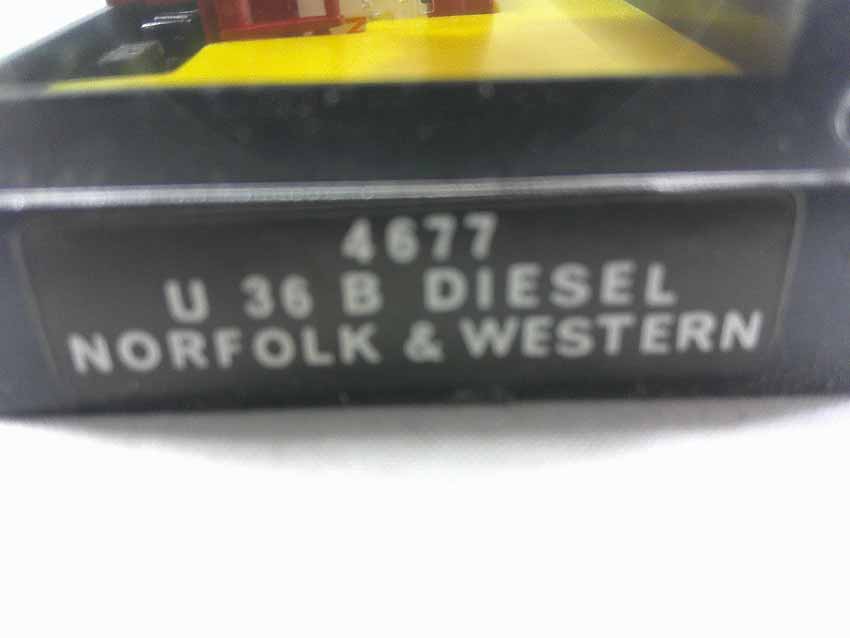 4677
U 36 B DIESEL
NORFOLK & WESTERN